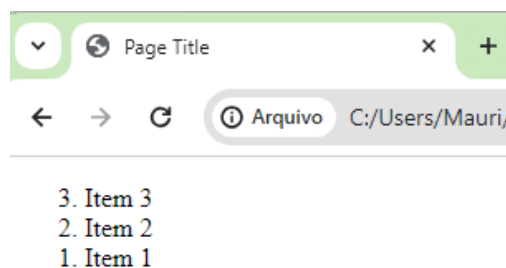 Page Title
Arquivo C:/Users/Mauri/
3. Item 3
2. Item 2
1. Item 1